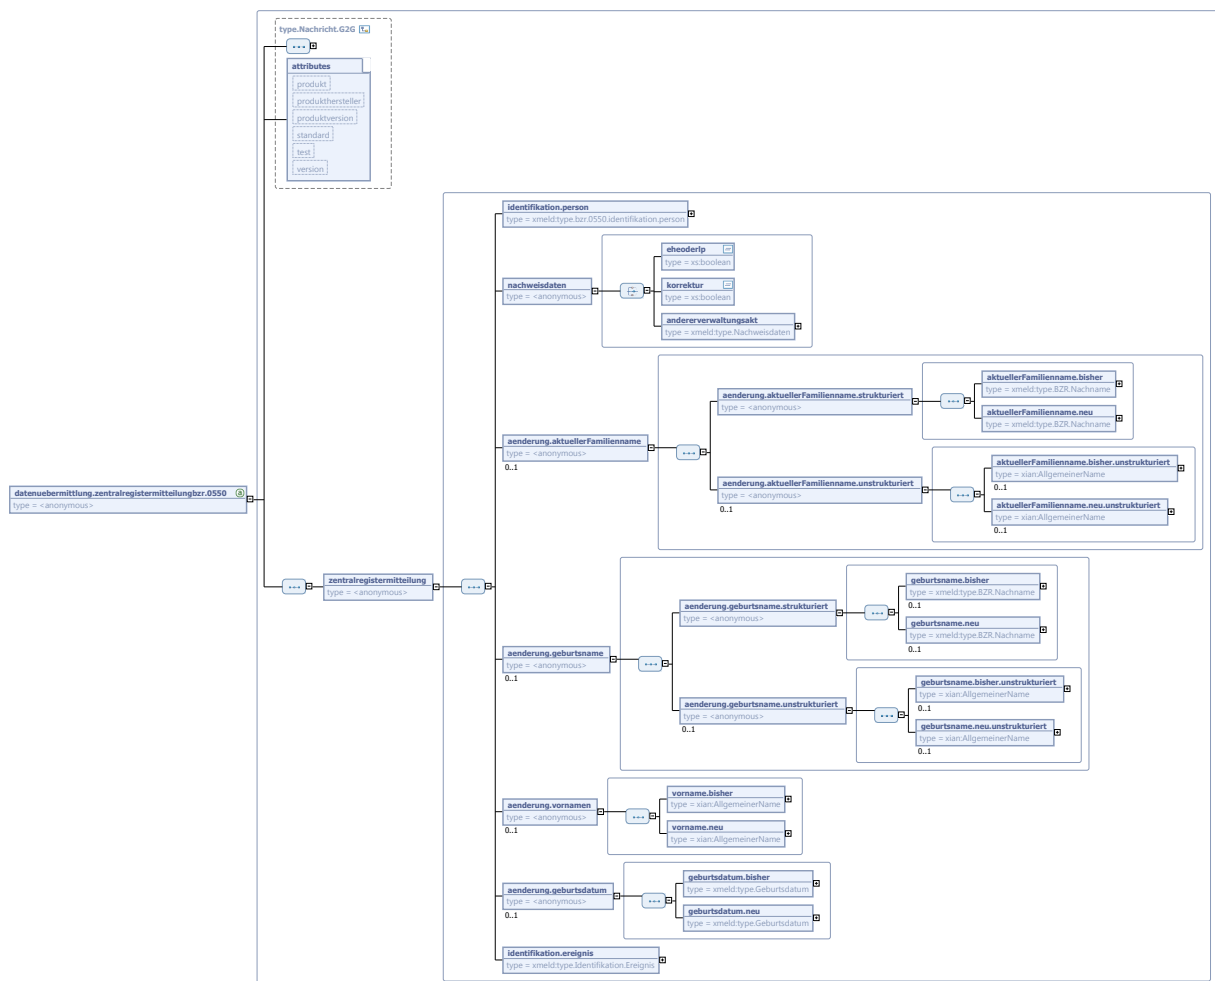 type.Nachricht.G2G
attributes
produkt
produkthersteller
produktversion
standard
test
version
identifikation.person
type = xmeld:type.bzr.0550.identifikation.person
eheoderlp
type = xs:boolean
nachweisdaten
type = <anonymous>
korrektur
type = xs:boolean
andererverwaltungsakt
type = xmeld:type.Nachweisdaten
aktuellerFamilienname.bisher
type = xmeld:type.BZR.Nachname
aenderung.aktuellerFamilienname.strukturiert
type = <anonymous>
aktuellerFamilienname.neu
type = xmeld:type.BZR.Nachname
aenderung.aktuellerFamilienname
type = <anonymous>
0..1
aktuellerFamilienname.bisher.unstrukturiert
type = xian:AllgemeinerName
0..1
aenderung.aktuellerFamilienname.unstrukturiert
type = <anonymous>
0..1
aktuellerFamilienname.neu.unstrukturiert
type = xian:AllgemeinerName
0..1
datenuebermittlung.zentralregistermitteilungbzr.0550
type = <anonymous>
zentralregistermitteilung
type = <anonymous>
geburtsname.bisher
type = xmeld:type.BZR.Nachname
0..1
aenderung.geburtsname.strukturiert
type = <anonymous>
geburtsname.neu
type = xmeld:type.BZR.Nachname
0..1
aenderung.geburtsname
type = <anonymous>
0..1
geburtsname.bisher.unstrukturiert
type = xian:AllgemeinerName
0..1
aenderung.geburtsname.unstrukturiert
type = <anonymous>
0..1
geburtsname.neu.unstrukturiert
type = xian:AllgemeinerName
0..1
vorname.bisher
type = xian:AllgemeinerName
aenderung.vornamen
type = <anonymous>
0..1
vorname.neu
type = xian:AllgemeinerName
geburtsdatum.bisher
type = xmeld:type.Geburtsdatum
aenderung.geburtsdatum
type = <anonymous>
0..1
geburtsdatum.neu
type = xmeld:type.Geburtsdatum
identifikation.ereignis
type = xmeld:type.Identifikation.Ereignis